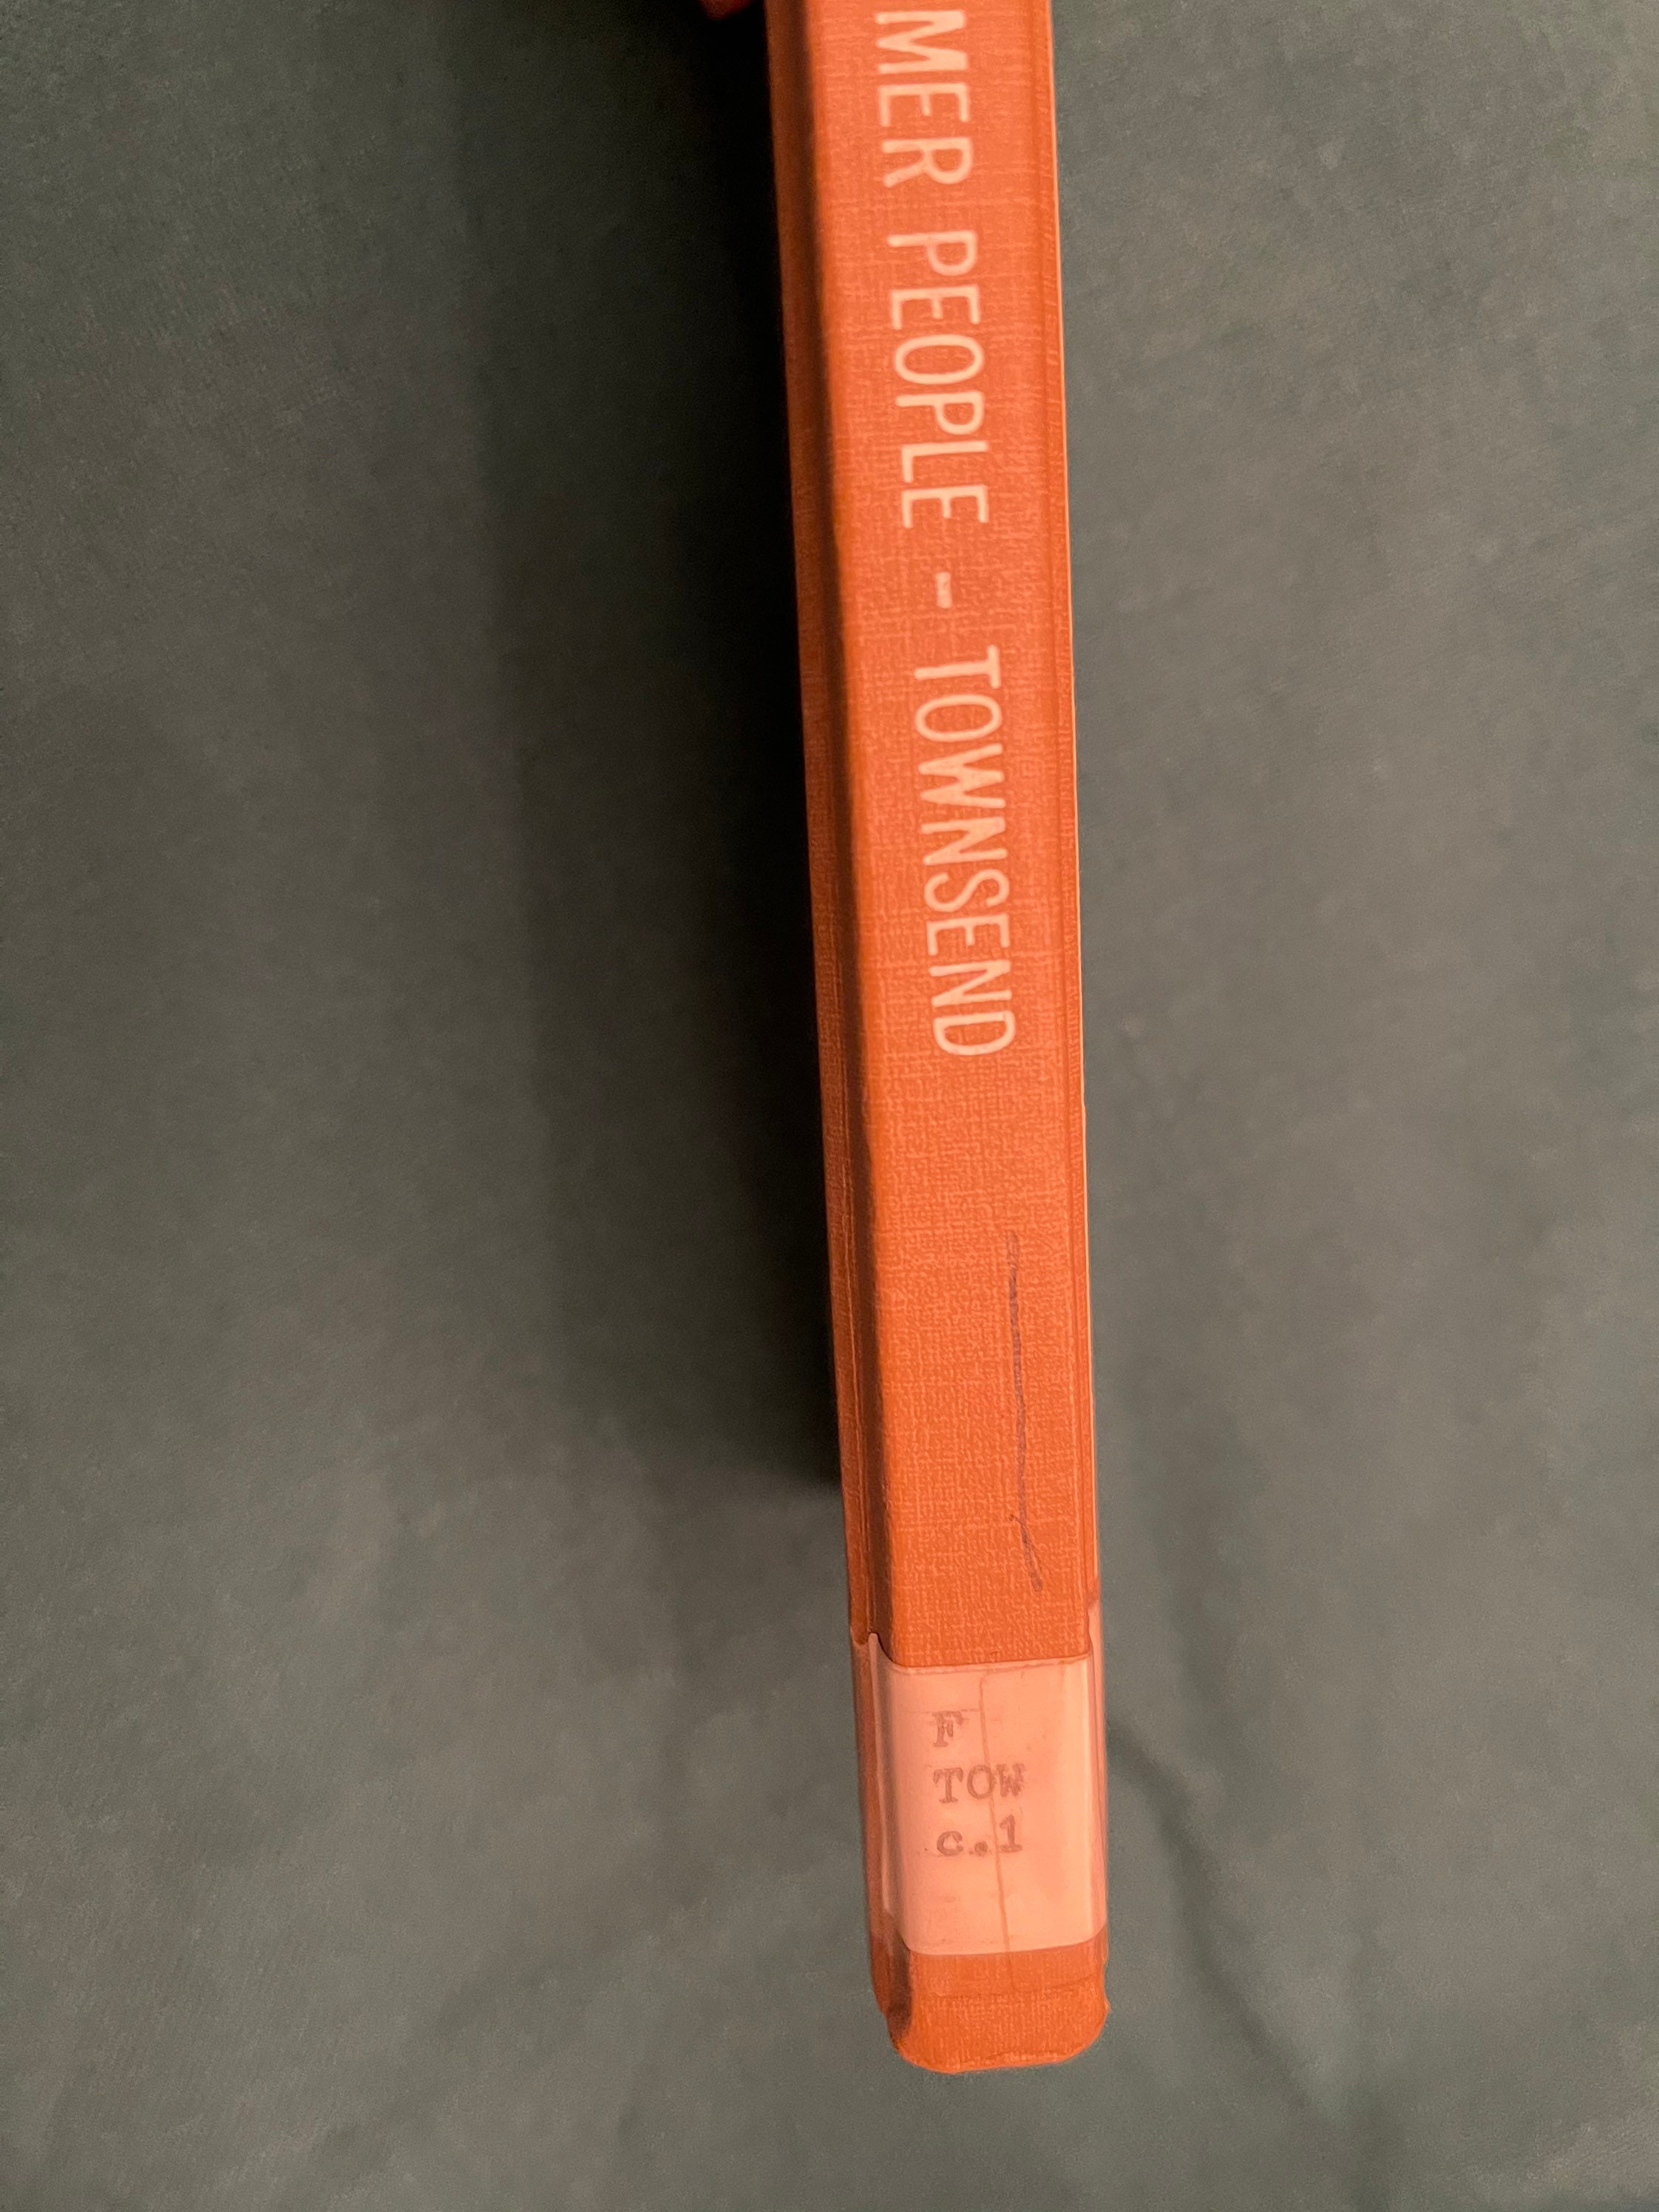 MER PEOPLE - TOWNSEND
F
TOW
c.1